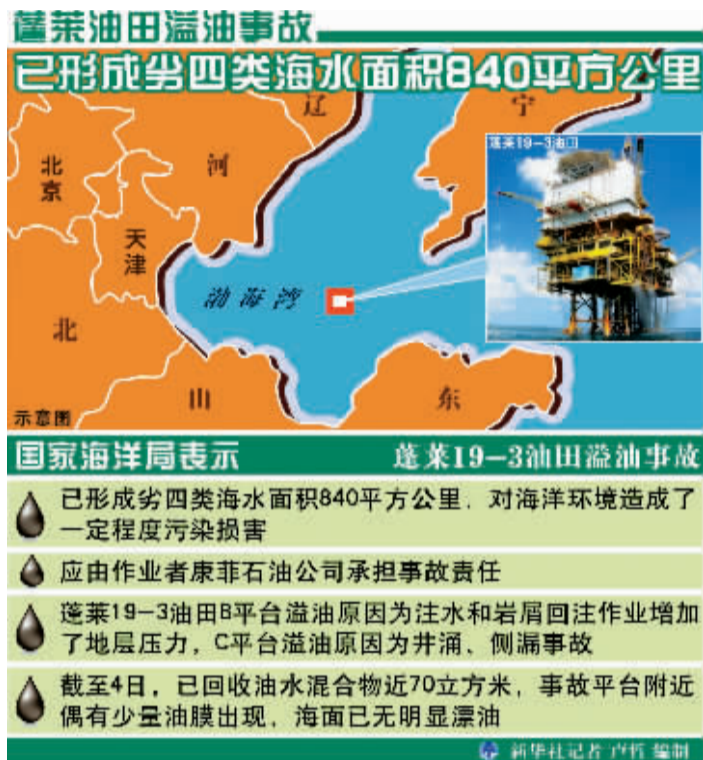 蓬莱油田溢油事故
已形成劣四类海水面积840平方公里
辽
宁
蓬莱19-3油田
北
京
河
天
津
渤海湾
北
山
东
示意图
国家海洋局表示
蓬莱19-3油田溢油事故
已形成劣四类海水面积840平方公里，对海洋环境造成了
一定程度污染损害
应由作业者康菲石油公司承担事故责任
蓬莱19-3油田B平台溢油原因为注水和岩屑回注作业增加
了地层压力，C平台溢油原因为井涌、侧漏事故
截至4日，已回收油水混合物近70立方米，事故平台附近
偶有少量油膜出现，海面已无明显漂油
新华社记者 卢哲 编制